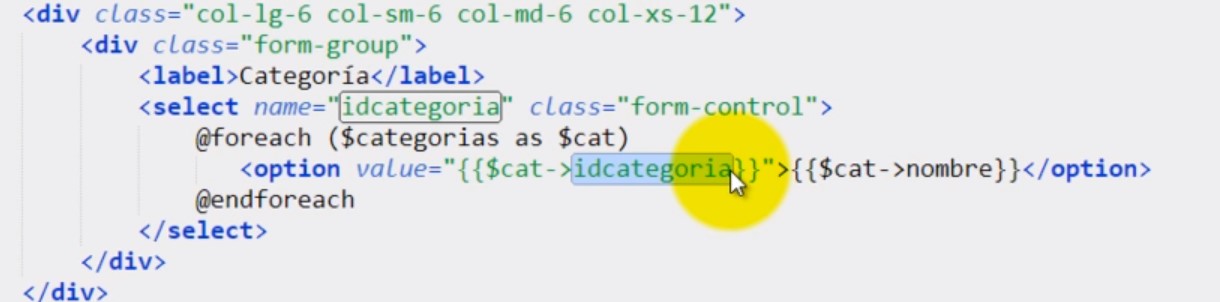 <div class="col-lg-6 col-sm-6 col-md-6 col-xs-12">
<div class="form-group">
<label>Categoría</label>
<select name="idcategoria" class="form-control">
@foreach ($categorias as $cat)
<option value="{{$cat->idcategoria}}">{{$cat->nombre}}</option>
@endforeach
</select>
</div>
</div>